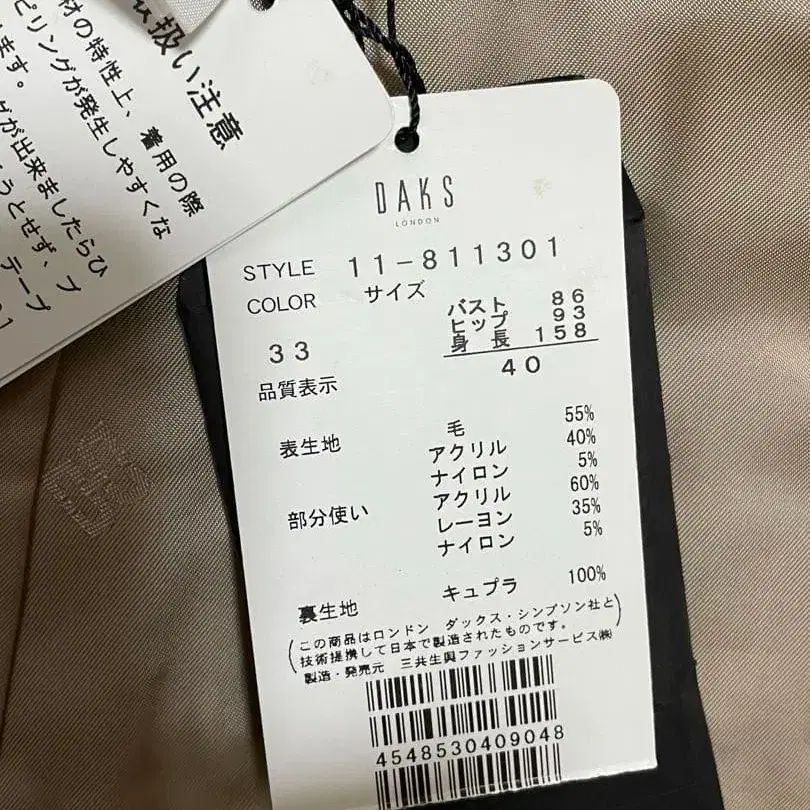 取扱い注意
材の特性上、着用の際
ピリングが発生しやすくな
ます。
が出来ましたらひ
うとせず、ブ
テープ
DAKS
LONDON
STYLE 11-811301
COLOR サイズ
33
バスト 86
ヒップ 93
身長 158
40
品質表示
表生地 毛 55%
アクリル 40%
ナイロン 5%
部分使い アクリル 60%
レーヨン 35%
ナイロン 5%
裏生地 キュプラ 100%
(この商品はロンドン ダックス・シンプソン社と
技術提携して日本で製造されたものです。)
製造・発売元 三共生興ファッションサービス㈱
4548530409048